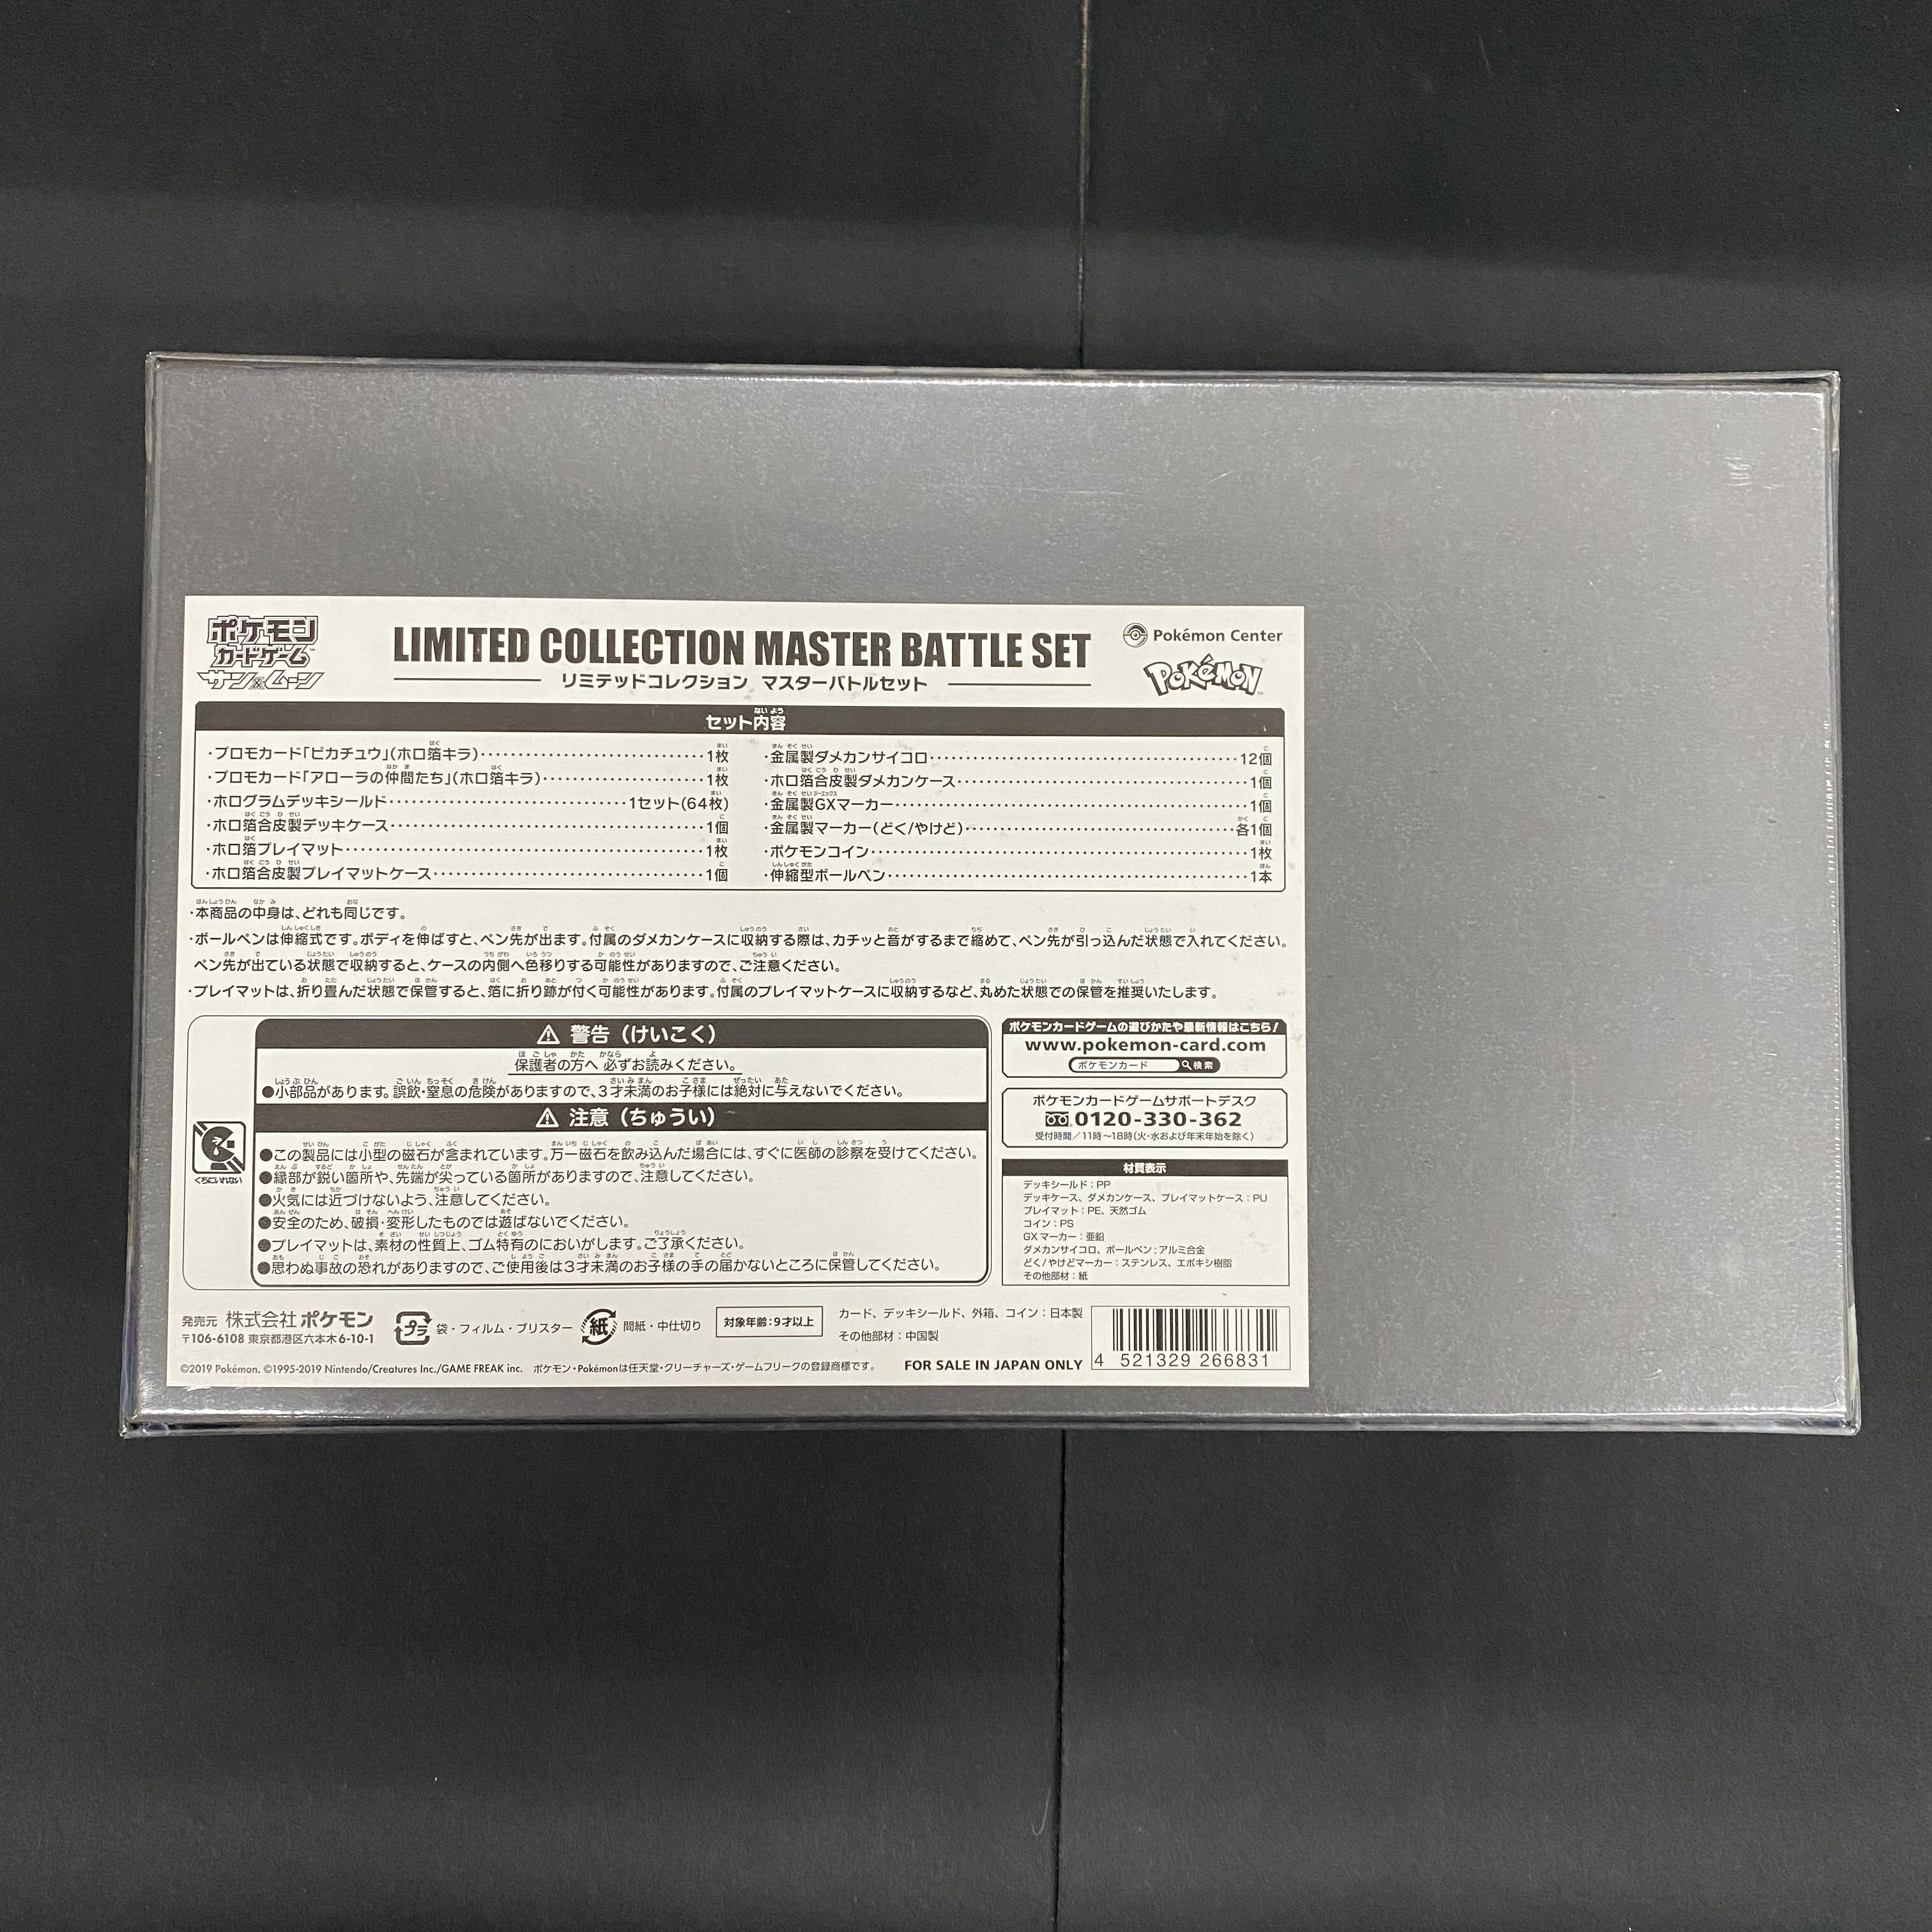 ポケモン
カードゲーム
サン&ムーン
LIMITED COLLECTION MASTER BATTLE SET
リミテッドコレクション マスターバトルセット
Pokémon Center
POKéMON
セット内容
・プロモカード「ピカチュウ」(ホロ箔キラ)…1枚
・プロモカード「アローラの仲間たち」(ホロ箔キラ)…1枚
・ホログラムデッキシールド…1セット(64枚)
・ホロ箔合皮製デッキケース…1個
・ホロ箔プレイマット…1枚
・ホロ箔合皮製プレイマットケース…1個
・金属製ダメカンサイコロ…12個
・ホロ箔合皮製ダメカンケース…1個
・金属製GXマーカー…1個
・金属製マーカー(どく/やけど)…各1個
・ポケモンコイン…1枚
・伸縮型ボールペン…1本
・本商品の中身は、どれも同じです。
・ボールペンは伸縮式です。ボディを伸ばすと、ペン先が出ます。付属のダメカンケースに収納する際は、カチッと音がするまで縮めて、ペン先が引っ込んだ状態で入れてください。
ペン先が出ている状態で収納すると、ケースの内側へ色移りする可能性がありますので、ご注意ください。
・プレイマットは、折り畳んだ状態で保管すると、箔に折り跡が付く可能性があります。付属のプレイマットケースに収納するなど、丸めた状態での保管を推奨いたします。
警告(けいこく)
保護者の方へ 必ずお読みください。
●小部品があります。誤飲・窒息の危険がありますので、3才未満のお子様には絶対に与えないでください。
注意(ちゅうい)
●この製品には小型の磁石が含まれています。万一磁石を飲み込んだ場合には、すぐに医師の診察を受けてください。
●縁部が鋭い箇所や、先端が尖っている箇所がありますので、注意してください。
●火気には近づけないよう、注意してください。
●安全のため、破損・変形したものでは遊ばないでください。
●プレイマットは、素材の性質上、ゴム特有のにおいがします。ご了承ください。
●思わぬ事故の恐れがありますので、ご使用後は3才未満のお子様の手の届かないところに保管してください。
くちにいれない
ポケモンカードゲームの遊びかたや最新情報はこちら!
www.pokemon-card.com
ポケモンカード 検索
ポケモンカードゲームサポートデスク
0120-330-362
受付時間/11時〜18時(火・水および年末年始を除く)
材質表示
デッキシールド:PP
デッキケース、ダメカンケース、プレイマットケース:PU
プレイマット:PE、天然ゴム
コイン:PS
GXマーカー:亜鉛
ダメカンサイコロ、ボールペン:アルミ合金
どく/やけどマーカー:ステンレス、エポキシ樹脂
その他部材:紙
発売元 株式会社ポケモン
〒106-6108 東京都港区六本木6-10-1
プラ 袋・フィルム・ブリスター
紙 間紙・中仕切り
対象年齢:9才以上
カード、デッキシールド、外箱、コイン:日本製
その他部材:中国製
©2019 Pokémon. ©1995-2019 Nintendo/Creatures Inc./GAME FREAK inc. ポケモン・Pokémonは任天堂・クリーチャーズ・ゲームフリークの登録商標です。
FOR SALE IN JAPAN ONLY
4 521329 266831